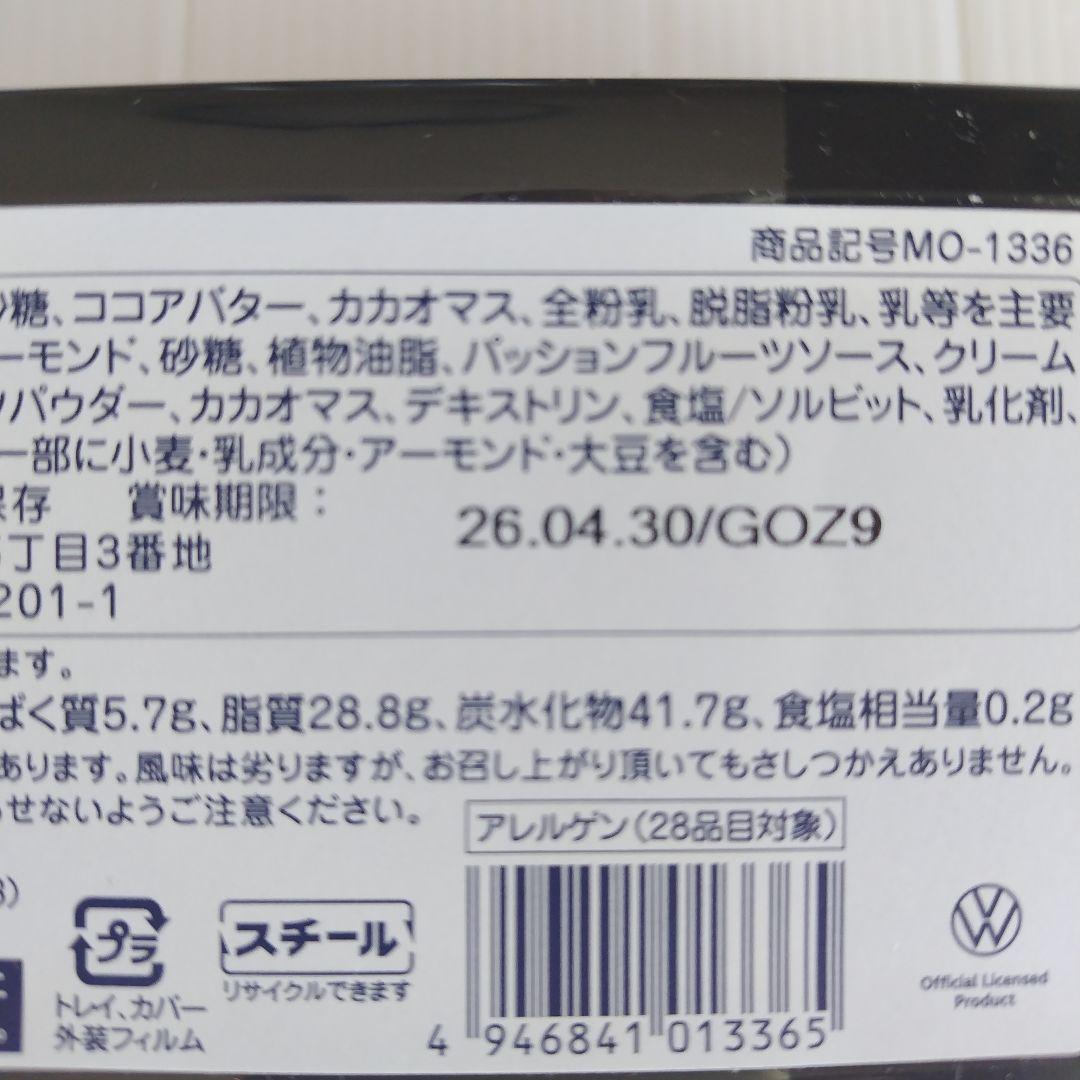 商品記号MO-1336
砂糖、ココアバター、カカオマス、全粉乳、脱脂粉乳、乳等を主要
ーモンド、砂糖、植物油脂、パッションフルーツソース、クリーム
パウダー、カカオマス、デキストリン、食塩/ソルビット、乳化剤、
一部に小麦・乳成分・アーモンド・大豆を含む）
保存　賞味期限：
26.04.30/GOZ9
丁目3番地
201-1
ます。
ぱく質5.7g、脂質28.8g、炭水化物41.7g、食塩相当量0.2g
あります。風味は劣りますが、お召し上がり頂いてもさしつかえありません。
せないようご注意ください。
アレルゲン（28品目対象）
プラ
トレイ、カバー
外装フィルム
スチール
リサイクルできます
4 946841 013365
Official Licensed
Product